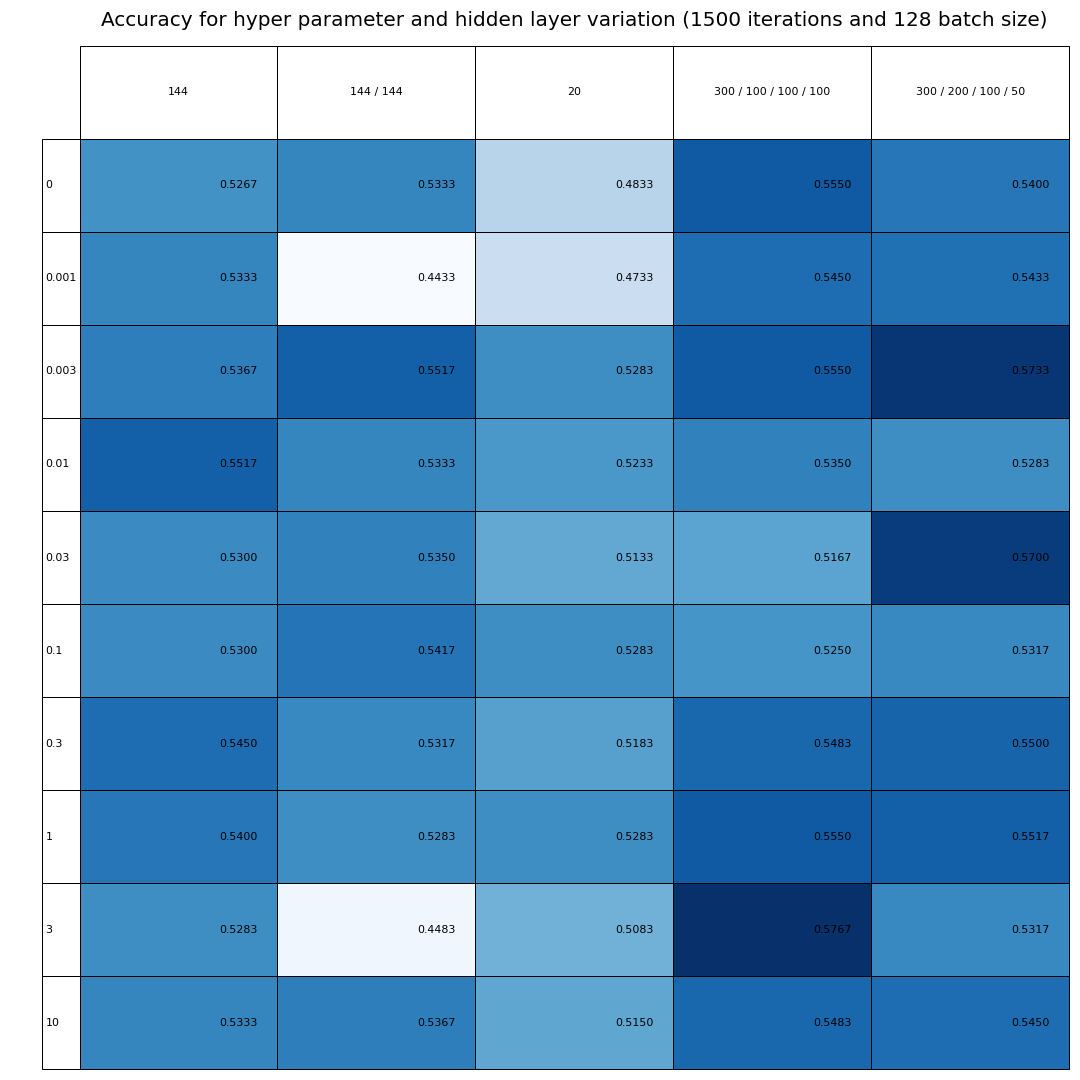 Accuracy for hyper parameter and hidden layer variation (1500 iterations and 128 batch size)
144 144 / 144 20 300 / 100 / 100 / 100 300 / 200 / 100 / 50
0 0.5267 0.5333 0.4833 0.5550 0.5400
0.001 0.5333 0.4433 0.4733 0.5450 0.5433
0.003 0.5367 0.5517 0.5283 0.5550 0.5733
0.01 0.5517 0.5333 0.5233 0.5350 0.5283
0.03 0.5300 0.5350 0.5133 0.5167 0.5700
0.1 0.5300 0.5417 0.5283 0.5250 0.5317
0.3 0.5450 0.5317 0.5183 0.5483 0.5500
1 0.5400 0.5283 0.5283 0.5550 0.5517
3 0.5283 0.4483 0.5083 0.5767 0.5317
10 0.5333 0.5367 0.5150 0.5483 0.5450